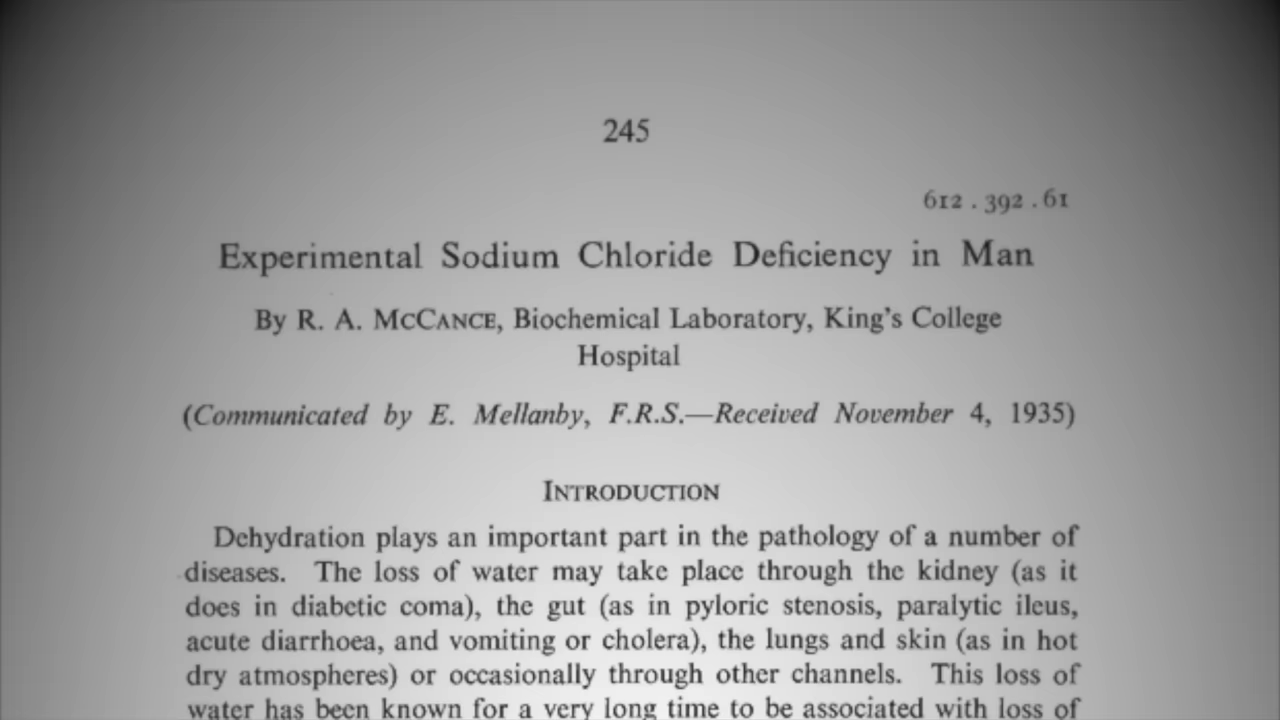 245
612 . 392 . 61
Experimental Sodium Chloride Deficiency in Man
By R. A. McCance, Biochemical Laboratory, King's College
Hospital
(Communicated by E. Mellanby, F.R.S.—Received November 4, 1935)
Introduction
Dehydration plays an important part in the pathology of a number of
diseases. The loss of water may take place through the kidney (as it
does in diabetic coma), the gut (as in pyloric stenosis, paralytic ileus,
acute diarrhoea, and vomiting or cholera), the lungs and skin (as in hot
dry atmospheres) or occasionally through other channels. This loss of
water has been known for a very long time to be associated with loss of